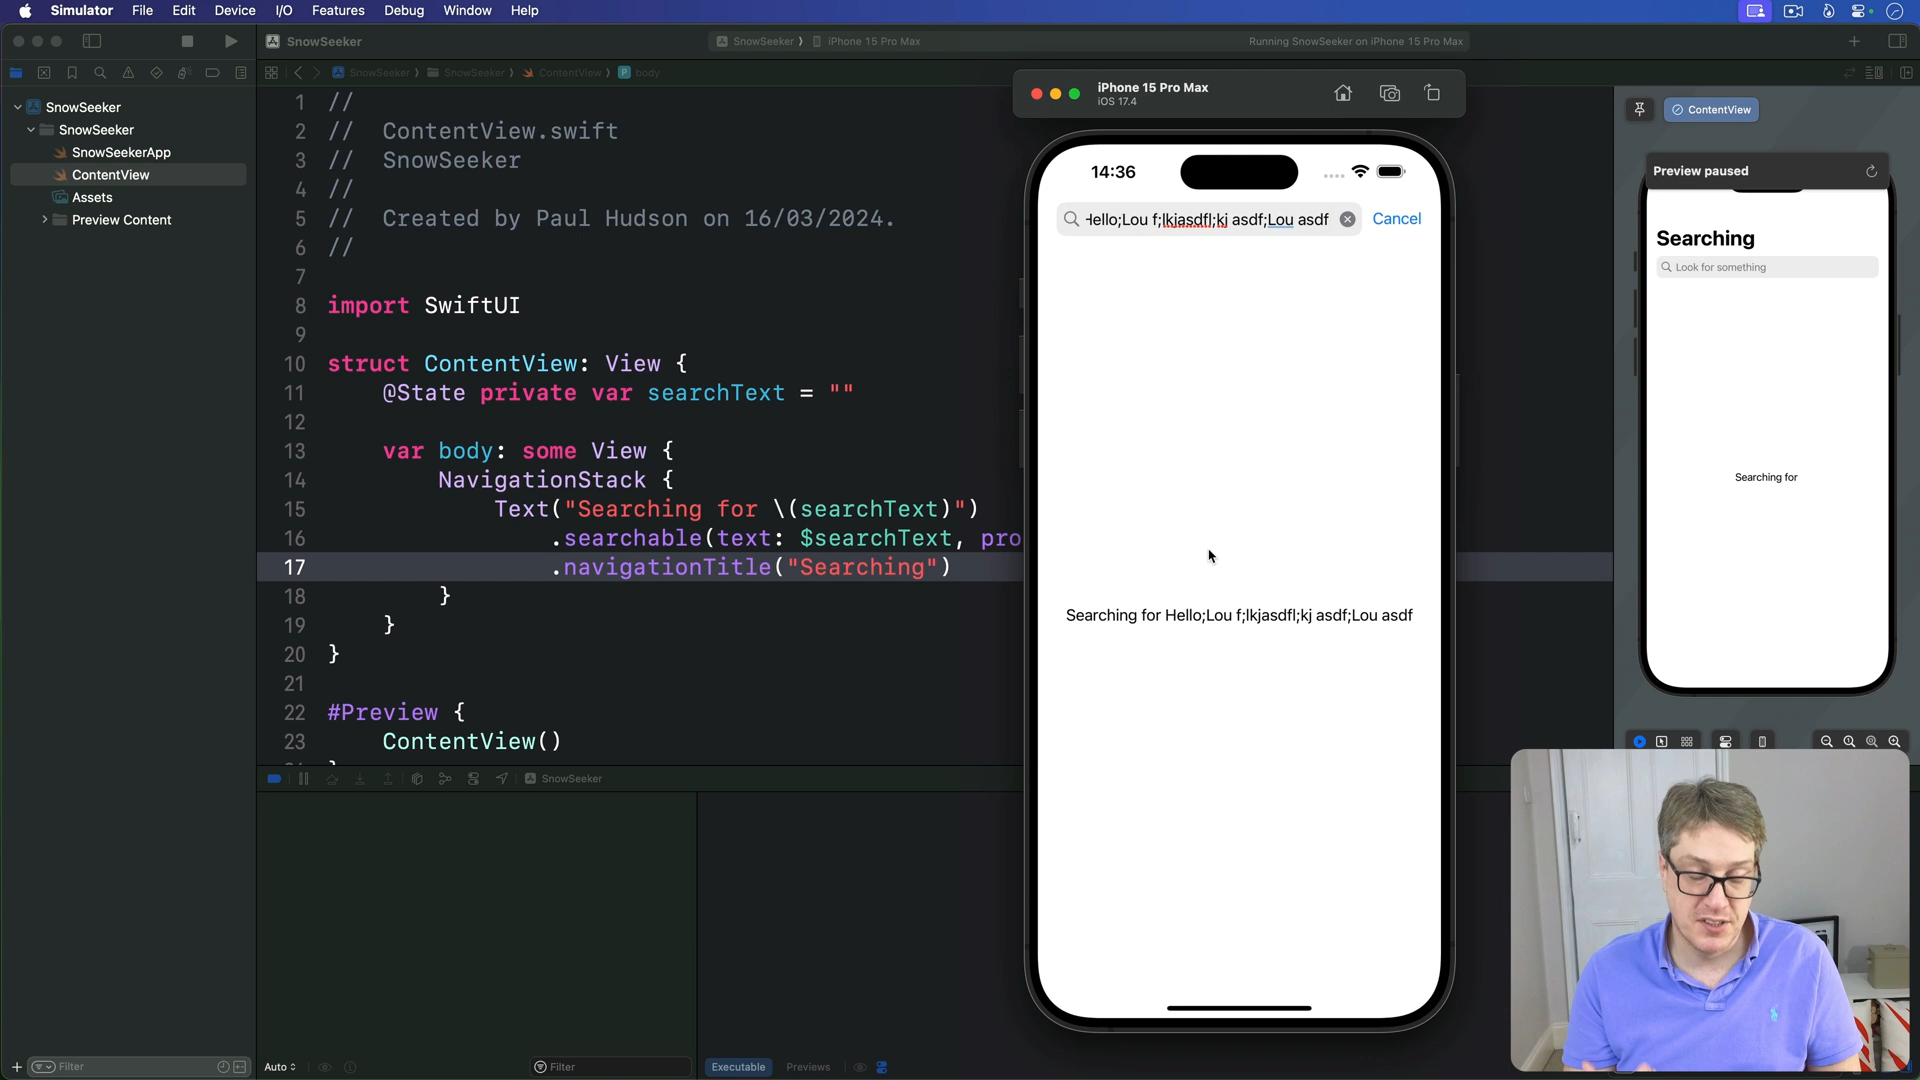 Simulator File Edit Device I/O Features Debug Window Help
SnowSeeker
SnowSeeker iPhone 15 Pro Max
Running SnowSeeker on iPhone 15 Pro Max
SnowSeeker SnowSeeker ContentView body
SnowSeeker
SnowSeeker
SnowSeekerApp
ContentView
Assets
Preview Content
1 //
2 // ContentView.swift
3 // SnowSeeker
4 //
5 // Created by Paul Hudson on 16/03/2024.
6 //
7
8 import SwiftUI
9
10 struct ContentView: View {
11 @State private var searchText = ""
12
13 var body: some View {
14 NavigationStack {
15 Text("Searching for \(searchText)")
16 .searchable(text: $searchText, pro
17 .navigationTitle("Searching")
18 }
19 }
20 }
21
22 #Preview {
23 ContentView()
iPhone 15 Pro Max
iOS 17.4
14:36
Hello;Lou f;lkjasdfl;kj asdf;Lou asdf
Cancel
Searching for Hello;Lou f;lkjasdfl;kj asdf;Lou asdf
ContentView
Preview paused
Searching
Look for something
Searching for
SnowSeeker
Filter
Auto
Filter
Executable Previews